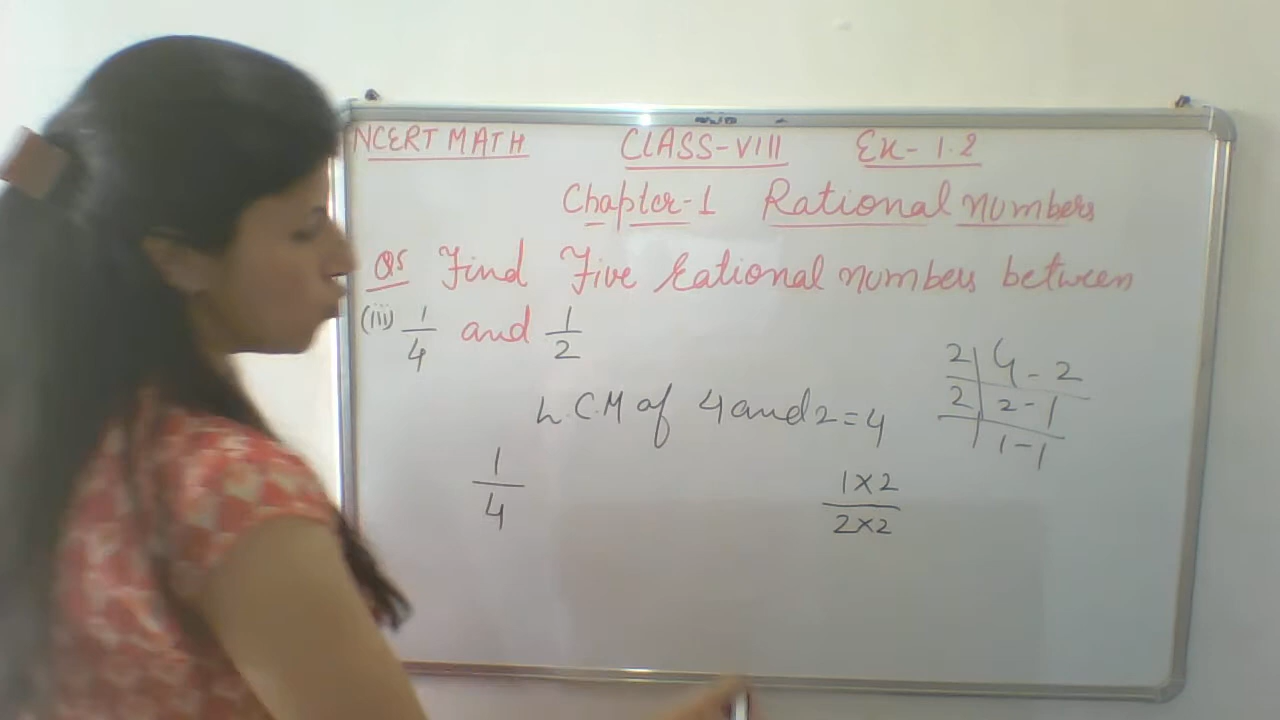 NCERT MATH CLASS-VIII Ex-1.2
Chapter-1 Rational numbers
Q5 Find Five Rational numbers between
(iii) 1/4 and 1/2
L.C.M of 4 and 2 = 4
2 | 4 - 2
2 | 2 - 1
| 1 - 1
1/4
1×2
2×2